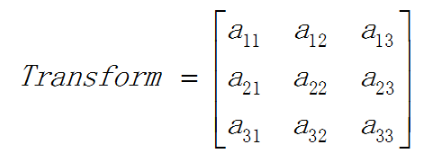 a11 a12 a13
Transform = a21 a22 a23
a31 a32 a33